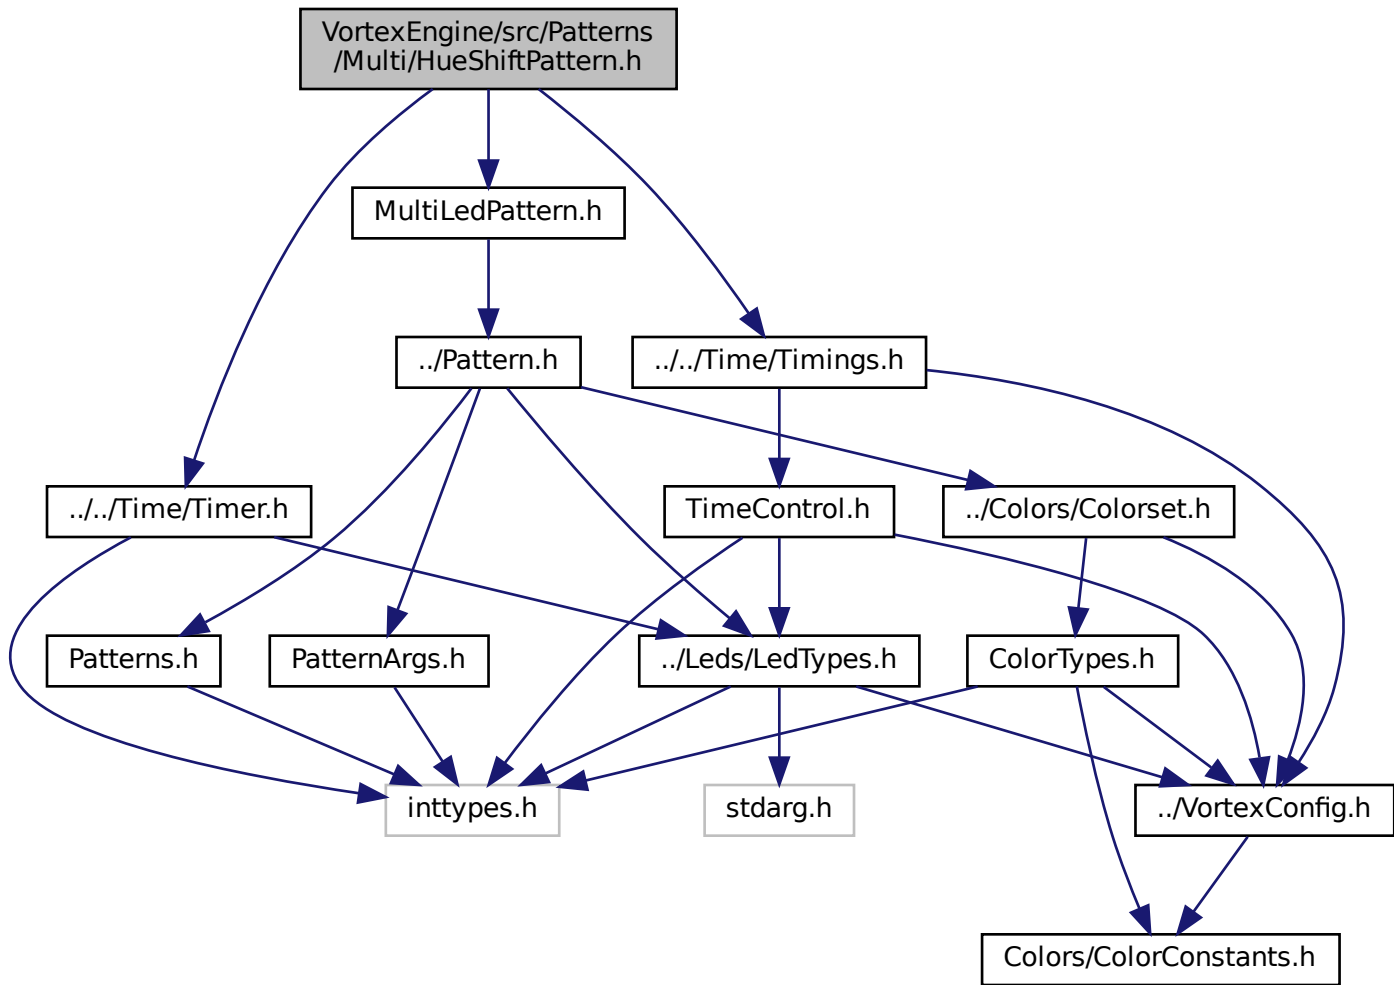 VortexEngine/src/Patterns
/Multi/HueShiftPattern.h
MultiLedPattern.h
../Pattern.h
../../Time/Timings.h
../../Time/Timer.h
TimeControl.h
../Colors/Colorset.h
Patterns.h
PatternArgs.h
../Leds/LedTypes.h
ColorTypes.h
inttypes.h
stdarg.h
../VortexConfig.h
Colors/ColorConstants.h